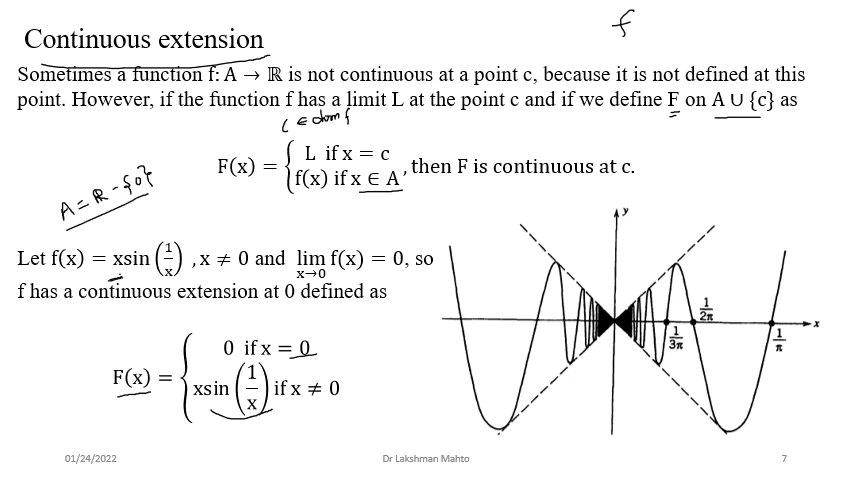 f
Continuous extension
Sometimes a function f: A → ℝ is not continuous at a point c, because it is not defined at this
point. However, if the function f has a limit L at the point c and if we define F on A ∪ {c} as
c ∈ dom f
F(x) = { L if x = c
f(x) if x ∈ A , then F is continuous at c.
A = ℝ - {0}
Let f(x) = xsin (1/x) , x ≠ 0 and lim x→0 f(x) = 0, so
f has a continuous extension at 0 defined as
F(x) = { 0 if x = 0
xsin (1/x) if x ≠ 0
y
x
1/2π
1/3π
1/π
01/24/2022
Dr Lakshman Mahto
7